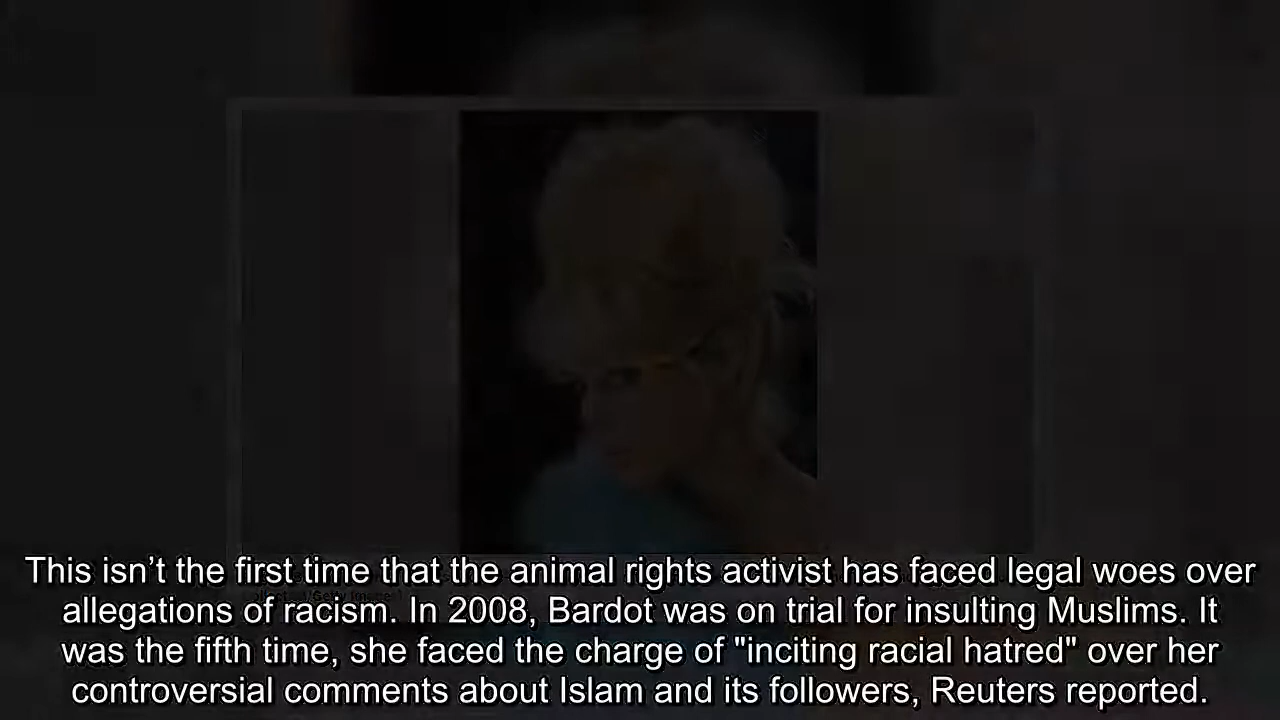 This isn’t the first time that the animal rights activist has faced legal woes over
allegations of racism. In 2008, Bardot was on trial for insulting Muslims. It
was the fifth time, she faced the charge of "inciting racial hatred" over her
controversial comments about Islam and its followers, Reuters reported.